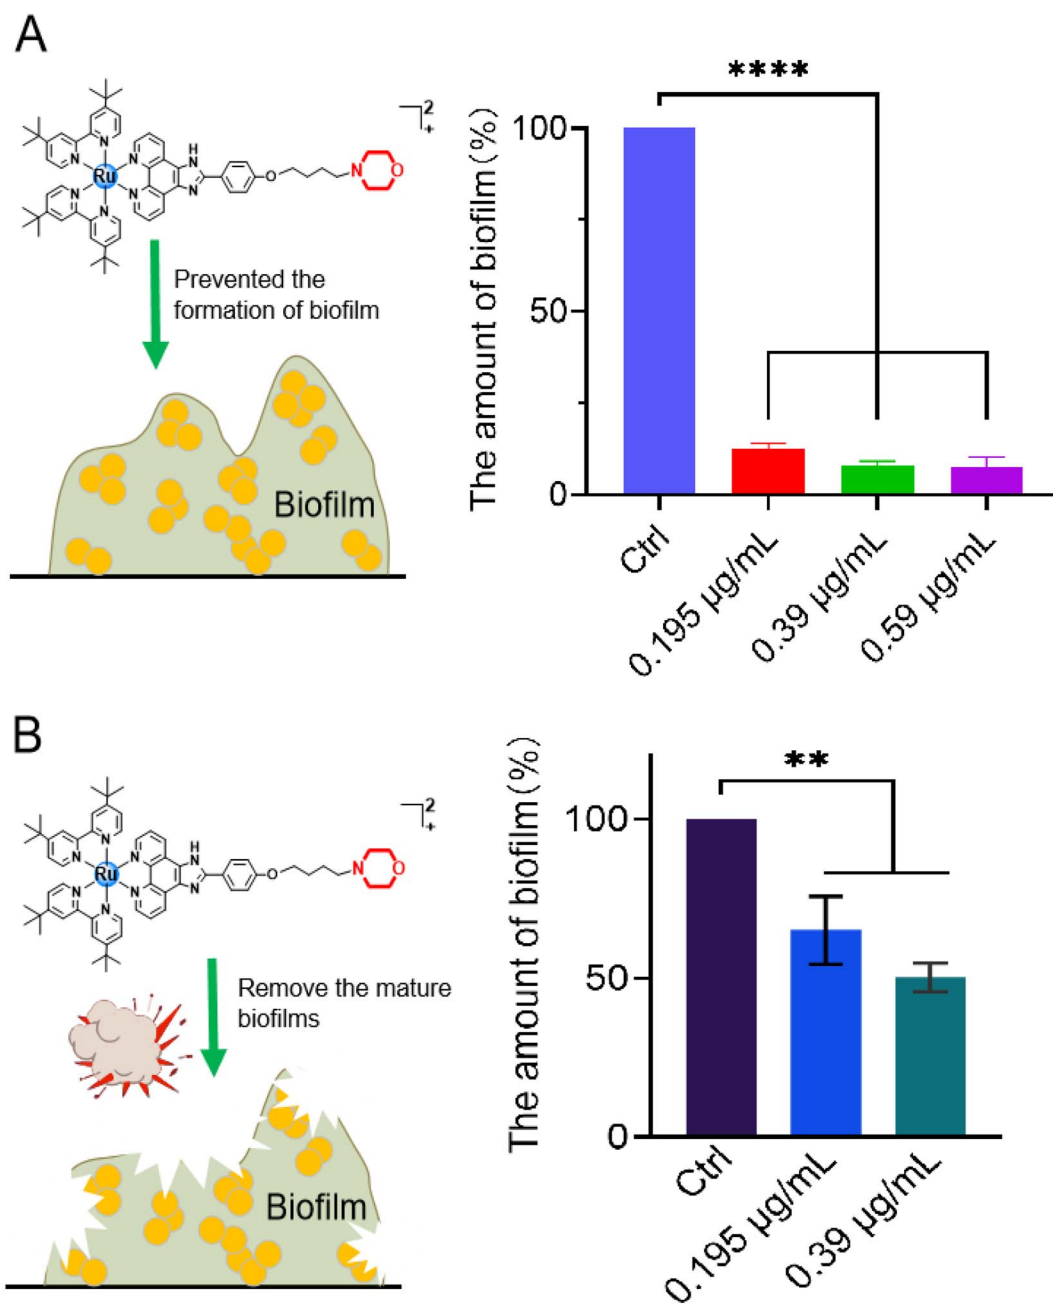 A
2
+
N
N
N
Ru
N
N
N
H
N
N
O
N
O
Prevented the
formation of biofilm
Biofilm
The amount of biofilm(%)
****
100
50
0
Ctrl
0.195 µg/mL
0.39 µg/mL
0.59 µg/mL
B
2
+
N
N
N
Ru
N
N
N
H
N
N
O
N
O
Remove the mature
biofilms
Biofilm
The amount of biofilm(%)
**
100
50
0
Ctrl
0.195 µg/mL
0.39 µg/mL